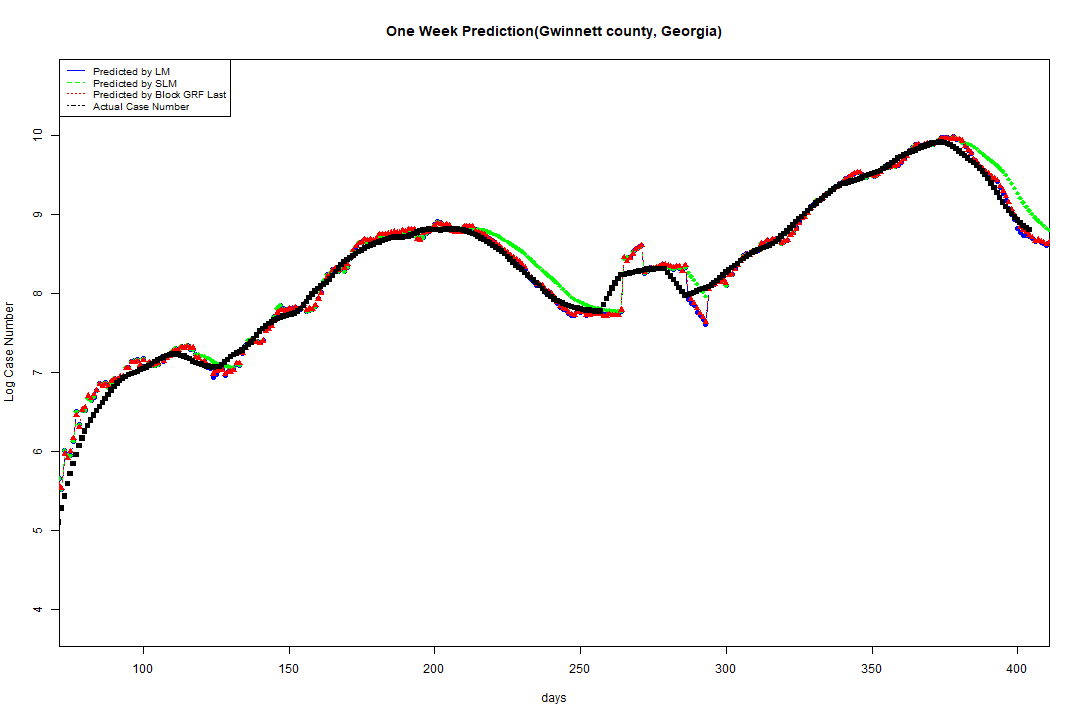 One Week Prediction(Gwinnett county, Georgia)
Predicted by LM
Predicted by SLM
Predicted by Block GRF Last
Actual Case Number
10
9
8
7
6
5
4
Log Case Number
100 150 200 250 300 350 400
days